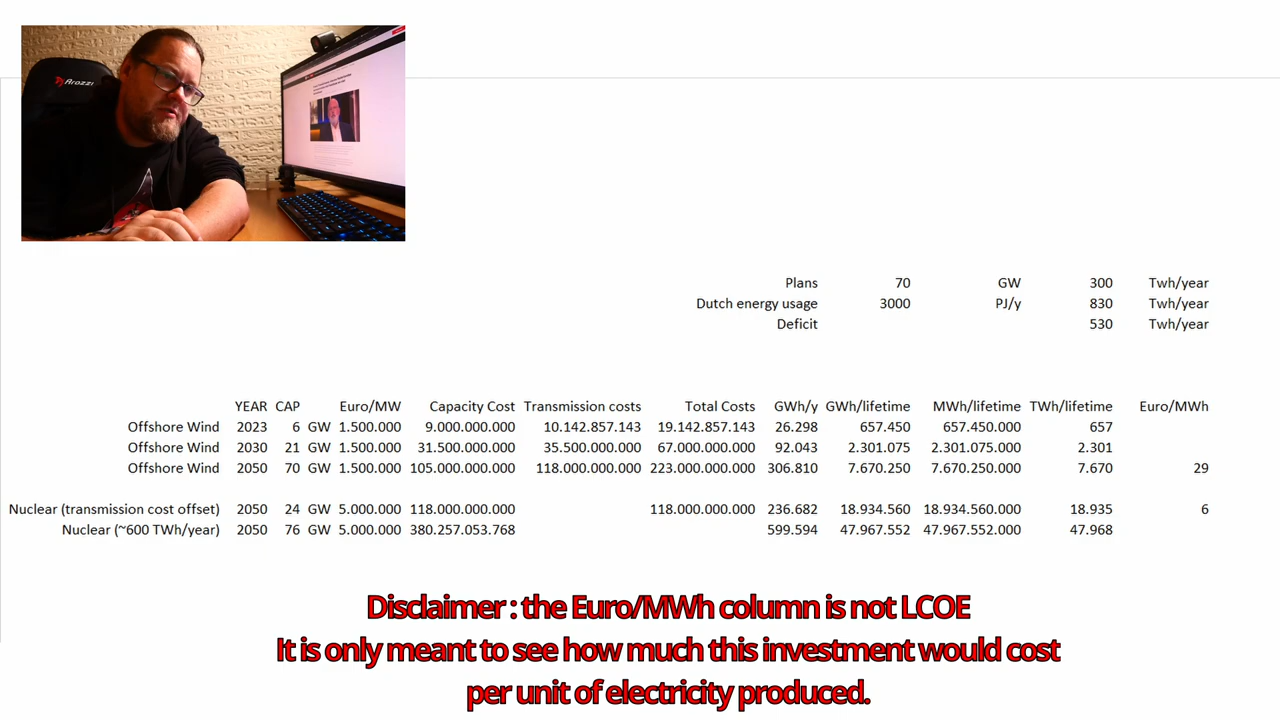 Arozzi
Plans 70 GW 300 Twh/year
Dutch energy usage 3000 PJ/y 830 Twh/year
Deficit 530 Twh/year
YEAR CAP Euro/MW Capacity Cost Transmission costs Total Costs GWh/y GWh/lifetime MWh/lifetime TWh/lifetime Euro/MWh
Offshore Wind 2023 6 GW 1.500.000 9.000.000.000 10.142.857.143 19.142.857.143 26.298 657.450 657.450.000 657
Offshore Wind 2030 21 GW 1.500.000 31.500.000.000 35.500.000.000 67.000.000.000 92.043 2.301.075 2.301.075.000 2.301
Offshore Wind 2050 70 GW 1.500.000 105.000.000.000 118.000.000.000 223.000.000.000 306.810 7.670.250 7.670.250.000 7.670 29
Nuclear (transmission cost offset) 2050 24 GW 5.000.000 118.000.000.000 118.000.000.000 236.682 18.934.560 18.934.560.000 18.935 6
Nuclear (~600 TWh/year) 2050 76 GW 5.000.000 380.257.053.768 599.594 47.967.552 47.967.552.000 47.968
Disclaimer : the Euro/MWh column is not LCOE
It is only meant to see how much this investment would cost
per unit of electricity produced.